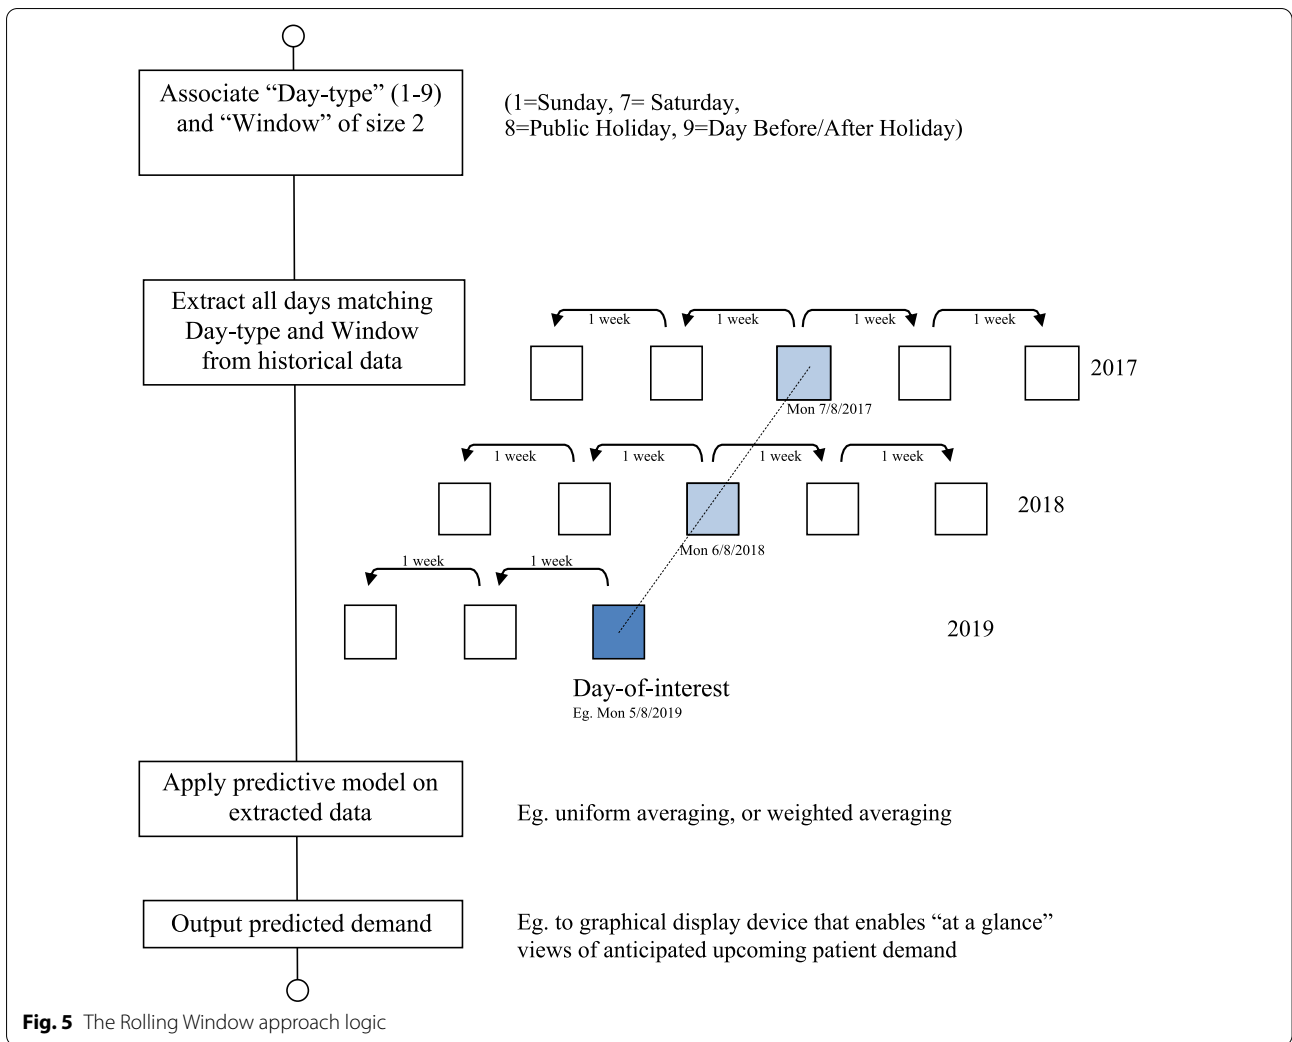 Associate “Day-type” (1-9)
and “Window” of size 2
(1=Sunday, 7= Saturday,
8=Public Holiday, 9=Day Before/After Holiday)
Extract all days matching
Day-type and Window
from historical data
1 week
1 week
1 week
1 week
2017
Mon 7/8/2017
1 week
1 week
1 week
1 week
2018
Mon 6/8/2018
1 week
1 week
2019
Day-of-interest
Eg. Mon 5/8/2019
Apply predictive model on
extracted data
Eg. uniform averaging, or weighted averaging
Output predicted demand
Eg. to graphical display device that enables “at a glance”
views of anticipated upcoming patient demand
Fig. 5 The Rolling Window approach logic